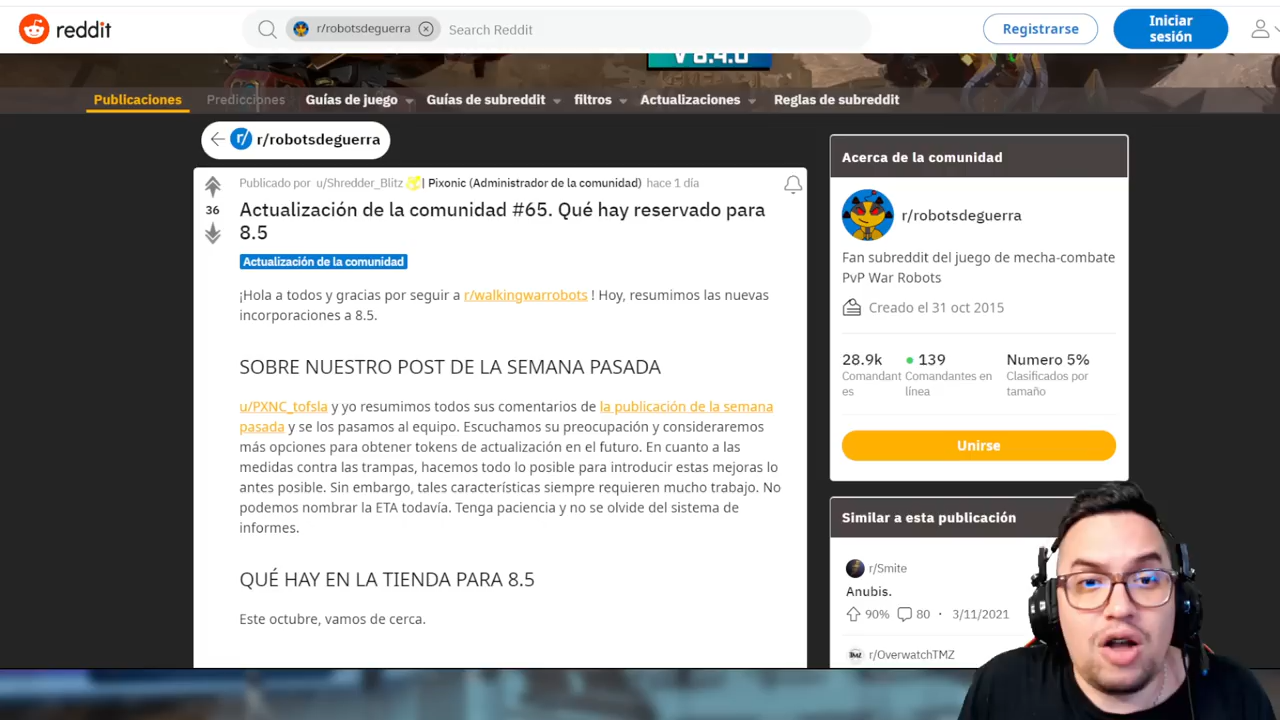 reddit
r/robotsdeguerra
Search Reddit
Registrarse
Iniciar
sesión
V 8.4.0
Publicaciones
Predicciones
Guías de juego
Guías de subreddit
filtros
Actualizaciones
Reglas de subreddit
r/ r/robotsdeguerra
36
Publicado por u/Shredder_Blitz | Pixonic (Administrador de la comunidad) hace 1 día
Actualización de la comunidad #65. Qué hay reservado para
8.5
Actualización de la comunidad
¡Hola a todos y gracias por seguir a r/walkingwarrobots ! Hoy, resumimos las nuevas
incorporaciones a 8.5.
SOBRE NUESTRO POST DE LA SEMANA PASADA
u/PXNC_tofsla y yo resumimos todos sus comentarios de la publicación de la semana
pasada y se los pasamos al equipo. Escuchamos su preocupación y consideraremos
más opciones para obtener tokens de actualización en el futuro. En cuanto a las
medidas contra las trampas, hacemos todo lo posible para introducir estas mejoras lo
antes posible. Sin embargo, tales características siempre requieren mucho trabajo. No
podemos nombrar la ETA todavía. Tenga paciencia y no se olvide del sistema de
informes.
QUÉ HAY EN LA TIENDA PARA 8.5
Este octubre, vamos de cerca.
Acerca de la comunidad
r/robotsdeguerra
Fan subreddit del juego de mecha-combate
PvP War Robots
Creado el 31 oct 2015
28.9k
Comandant
es
139
Comandantes en
línea
Numero 5%
Clasificados por
tamaño
Unirse
Similar a esta publicación
r/Smite
Anubis.
90% 80 · 3/11/2021
r/OverwatchTMZ